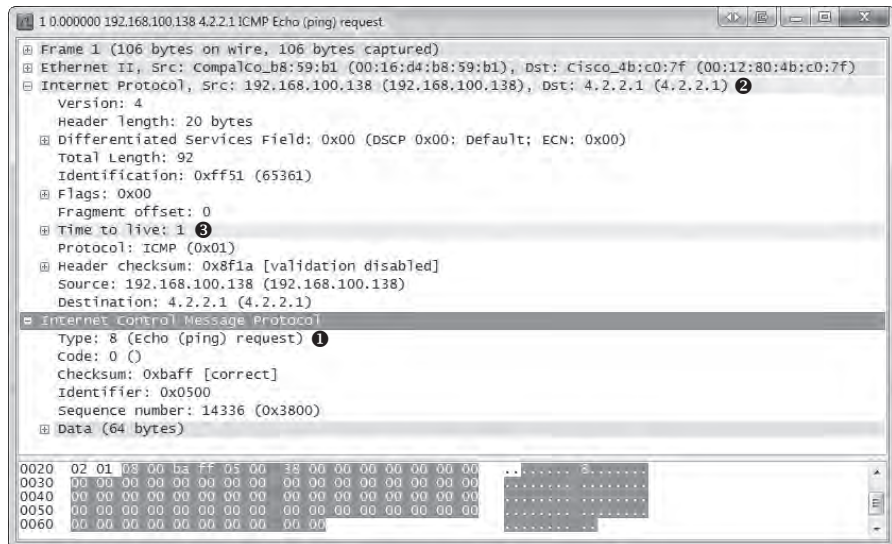 1 0.000000 192.168.100.138 4.2.2.1 ICMP Echo (ping) request
Frame 1 (106 bytes on wire, 106 bytes captured)
Ethernet II, Src: CompalCo_b8:59:b1 (00:16:d4:b8:59:b1), Dst: Cisco_4b:c0:7f (00:12:80:4b:c0:7f)
Internet Protocol, Src: 192.168.100.138 (192.168.100.138), Dst: 4.2.2.1 (4.2.2.1) ❷
Version: 4
Header length: 20 bytes
Differentiated Services Field: 0x00 (DSCP 0x00: Default; ECN: 0x00)
Total Length: 92
Identification: 0xff51 (65361)
Flags: 0x00
Fragment offset: 0
Time to live: 1 ❸
Protocol: ICMP (0x01)
Header checksum: 0x8f1a [validation disabled]
Source: 192.168.100.138 (192.168.100.138)
Destination: 4.2.2.1 (4.2.2.1)
Internet Control Message Protocol
Type: 8 (Echo (ping) request) ❶
Code: 0 ()
Checksum: 0xbaff [correct]
Identifier: 0x0500
Sequence number: 14336 (0x3800)
Data (64 bytes)
0020 02 01 08 00 ba ff 05 00 38 00 00 00 00 00 00 00 ........ 8.......
0030 00 00 00 00 00 00 00 00 00 00 00 00 00 00 00 00 ........ ........
0040 00 00 00 00 00 00 00 00 00 00 00 00 00 00 00 00 ........ ........
0050 00 00 00 00 00 00 00 00 00 00 00 00 00 00 00 00 ........ ........
0060 00 00 00 00 00 00 00 00 00 00 ........ ..